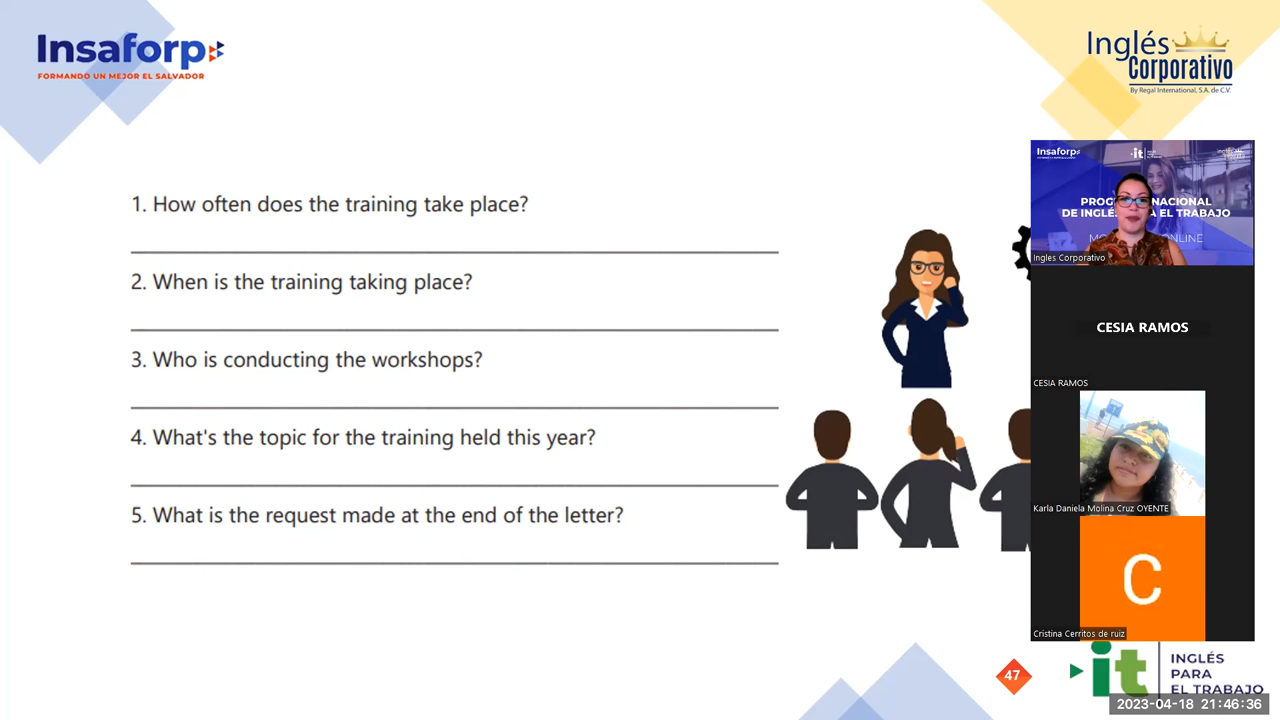 Insaforp
FORMANDO UN MEJOR EL SALVADOR
Inglés
Corporativo
By Regal International, S.A. de C.V.
1. How often does the training take place?
2. When is the training taking place?
3. Who is conducting the workshops?
4. What's the topic for the training held this year?
5. What is the request made at the end of the letter?
Insaforp
it
NACIONAL
DE
EL TRABAJO
Ingles Corporativo
CESIA RAMOS
CESIA RAMOS
Karla Daniela Molina Cruz OYENTE
C
Cristina Cerritos de ruiz
47
it
INGLÉS
PARA
EL TRABAJO
2023-04-18 21:46:36